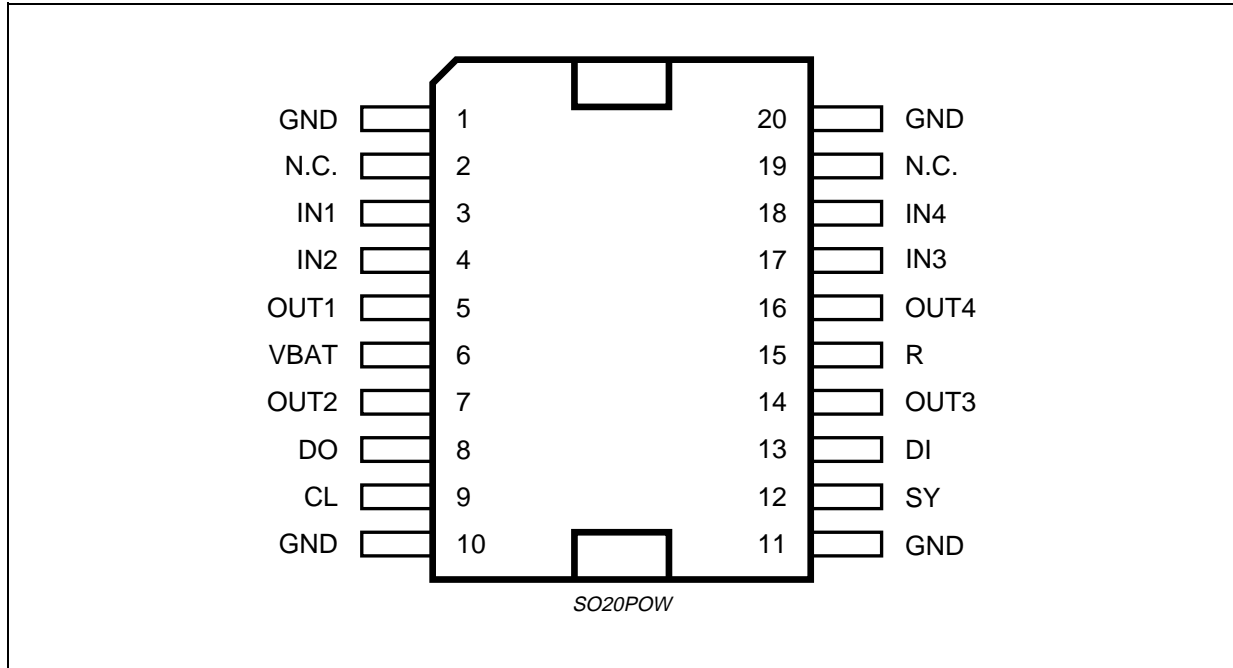 GND 1 20 GND
N.C. 2 19 N.C.
IN1 3 18 IN4
IN2 4 17 IN3
OUT1 5 16 OUT4
VBAT 6 15 R
OUT2 7 14 OUT3
DO 8 13 DI
CL 9 12 SY
GND 10 11 GND
SO20POW